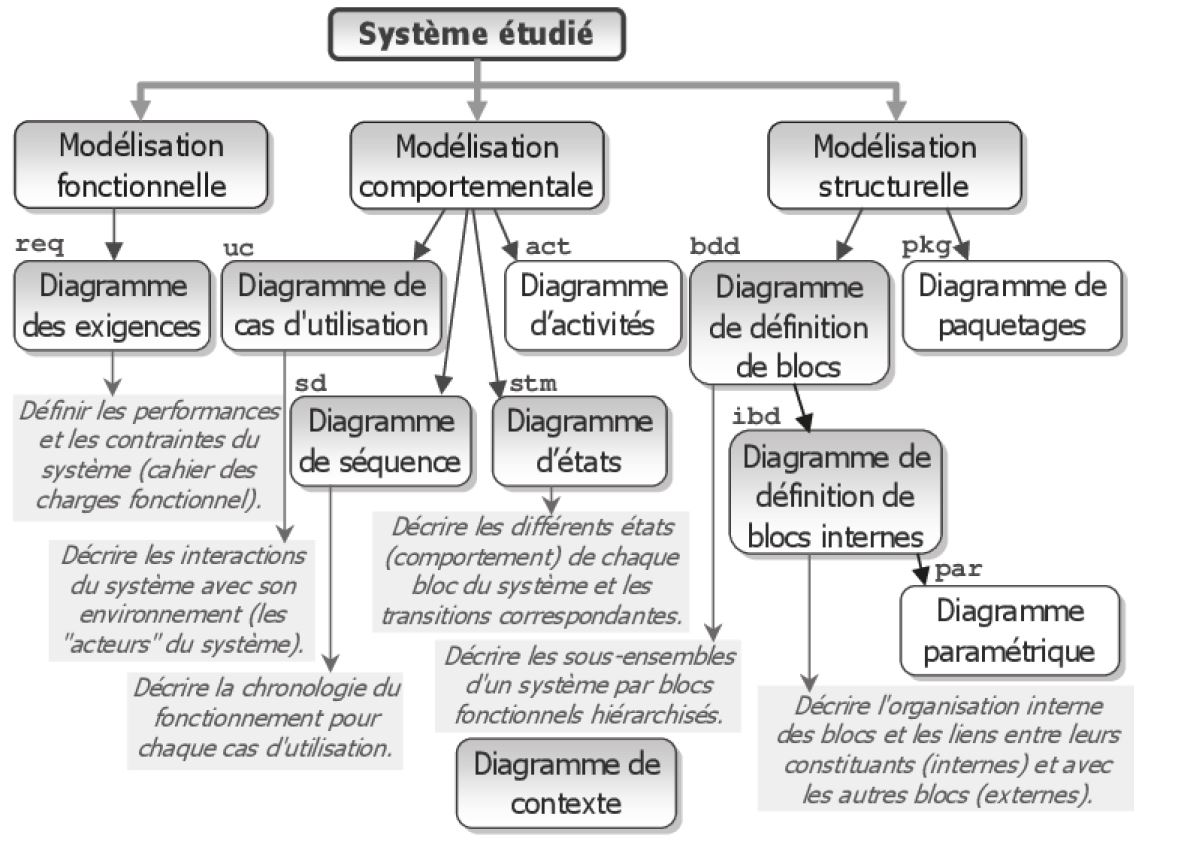 Système étudié
Modélisation
fonctionnelle
Modélisation
comportementale
Modélisation
structurelle
req
Diagramme
des exigences
uc
Diagramme de
cas d'utilisation
act
Diagramme
d’activités
bdd
Diagramme
de définition
de blocs
pkg
Diagramme de
paquetages
Définir les performances
et les contraintes du
système (cahier des
charges fonctionnel).
sd
Diagramme
de séquence
stm
Diagramme
d’états
ibd
Diagramme de
définition de
blocs internes
Décrire les interactions
du système avec son
environnement (les
"acteurs" du système).
Décrire les différents états
(comportement) de chaque
bloc du système et les
transitions correspondantes.
par
Diagramme
paramétrique
Décrire la chronologie du
fonctionnement pour
chaque cas d'utilisation.
Décrire les sous-ensembles
d'un système par blocs
fonctionnels hiérarchisés.
Décrire l'organisation interne
des blocs et les liens entre leurs
constituants (internes) et avec
les autres blocs (externes).
Diagramme de
contexte